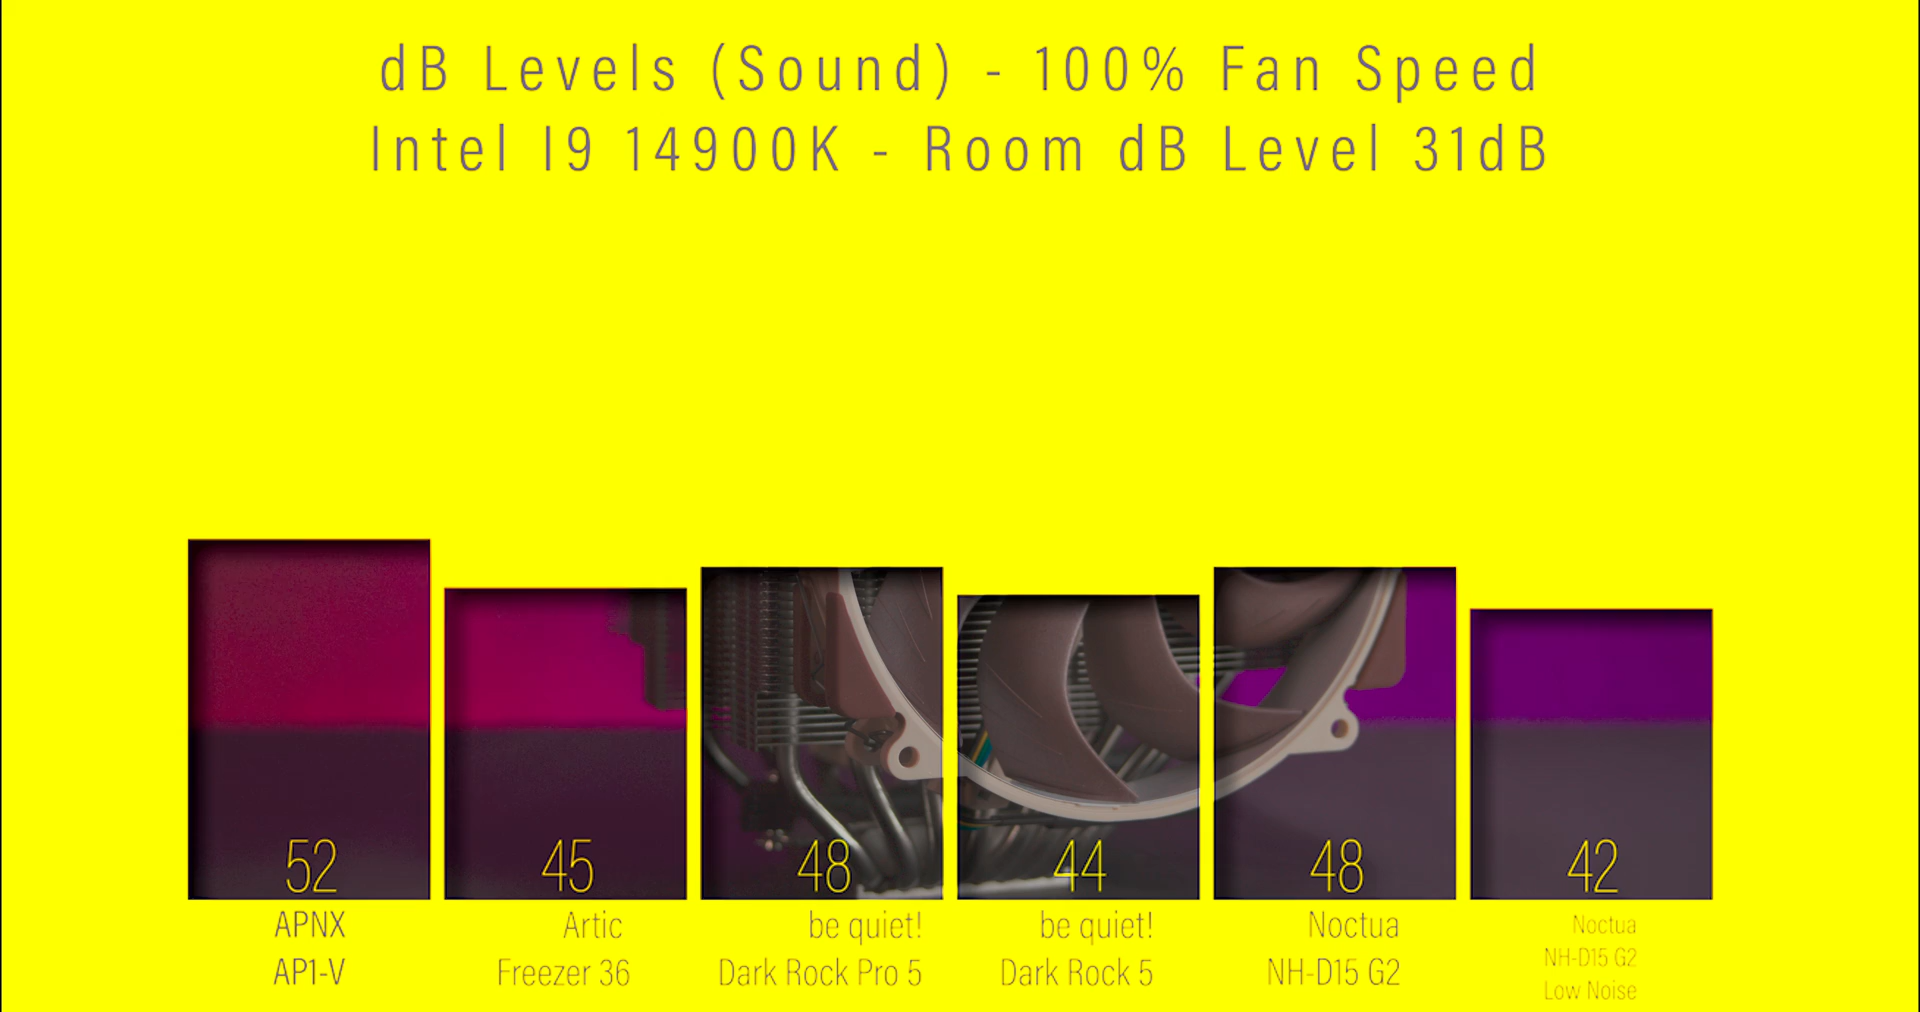 dB Levels (Sound) - 100% Fan Speed
Intel I9 14900K - Room dB Level 31dB
52
45
48
44
48
42
APNX
AP1-V
Artic
Freezer 36
be quiet!
Dark Rock Pro 5
be quiet!
Dark Rock 5
Noctua
NH-D15 G2
Noctua
NH-D15 G2
Low Noise